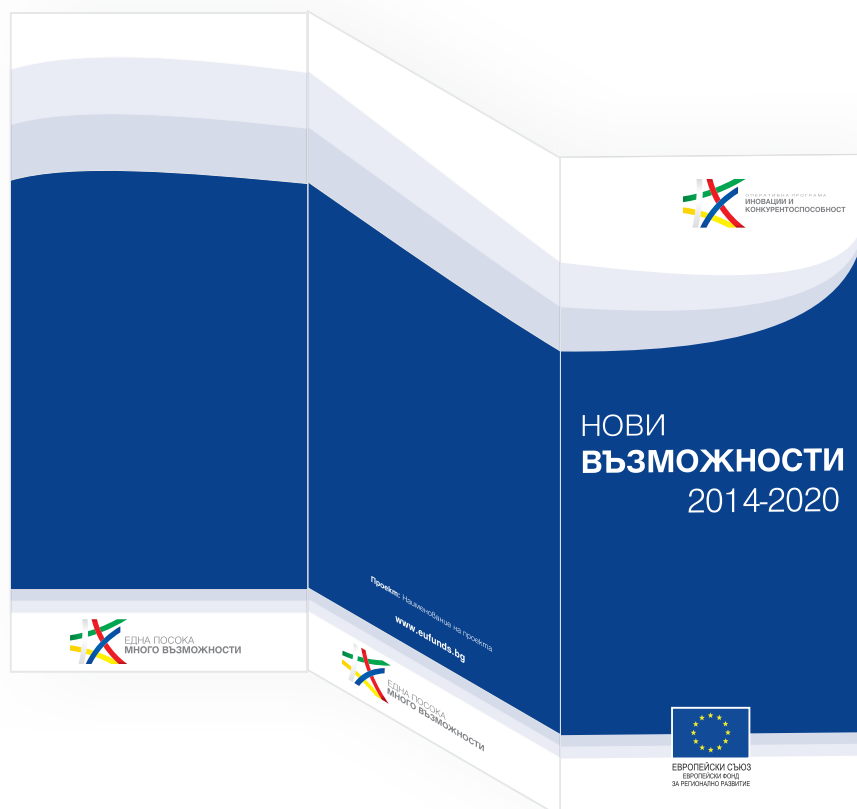 ЕДНА ПОСОКА
МНОГО ВЪЗМОЖНОСТИ
Проект: Наименование на проекта
www.eufunds.bg
ЕДНА ПОСОКА
МНОГО ВЪЗМОЖНОСТИ
ОПЕРАТИВНА ПРОГРАМА
ИНОВАЦИИ И
КОНКУРЕНТОСПОСОБНОСТ
НОВИ
ВЪЗМОЖНОСТИ
2014-2020
ЕВРОПЕЙСКИ СЪЮЗ
ЕВРОПЕЙСКИ ФОНД
ЗА РЕГИОНАЛНО РАЗВИТИЕ